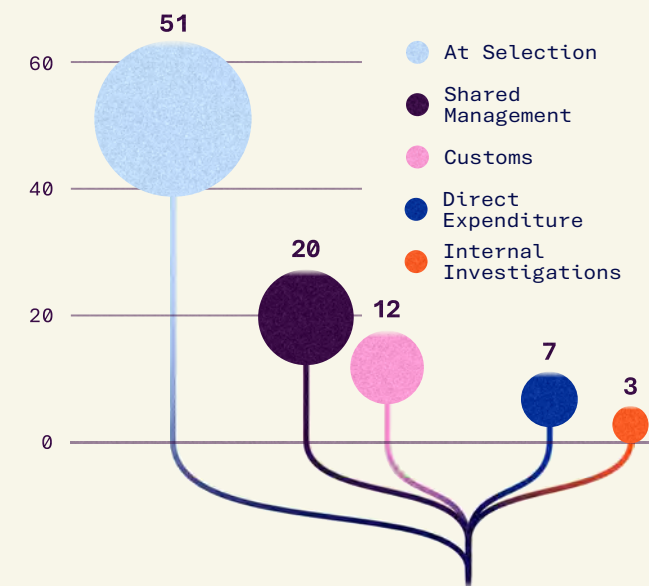 51
60
At Selection
Shared
Management
Customs
40
Direct
Expenditure
20
Internal
Investigations
12
20
7
3
0